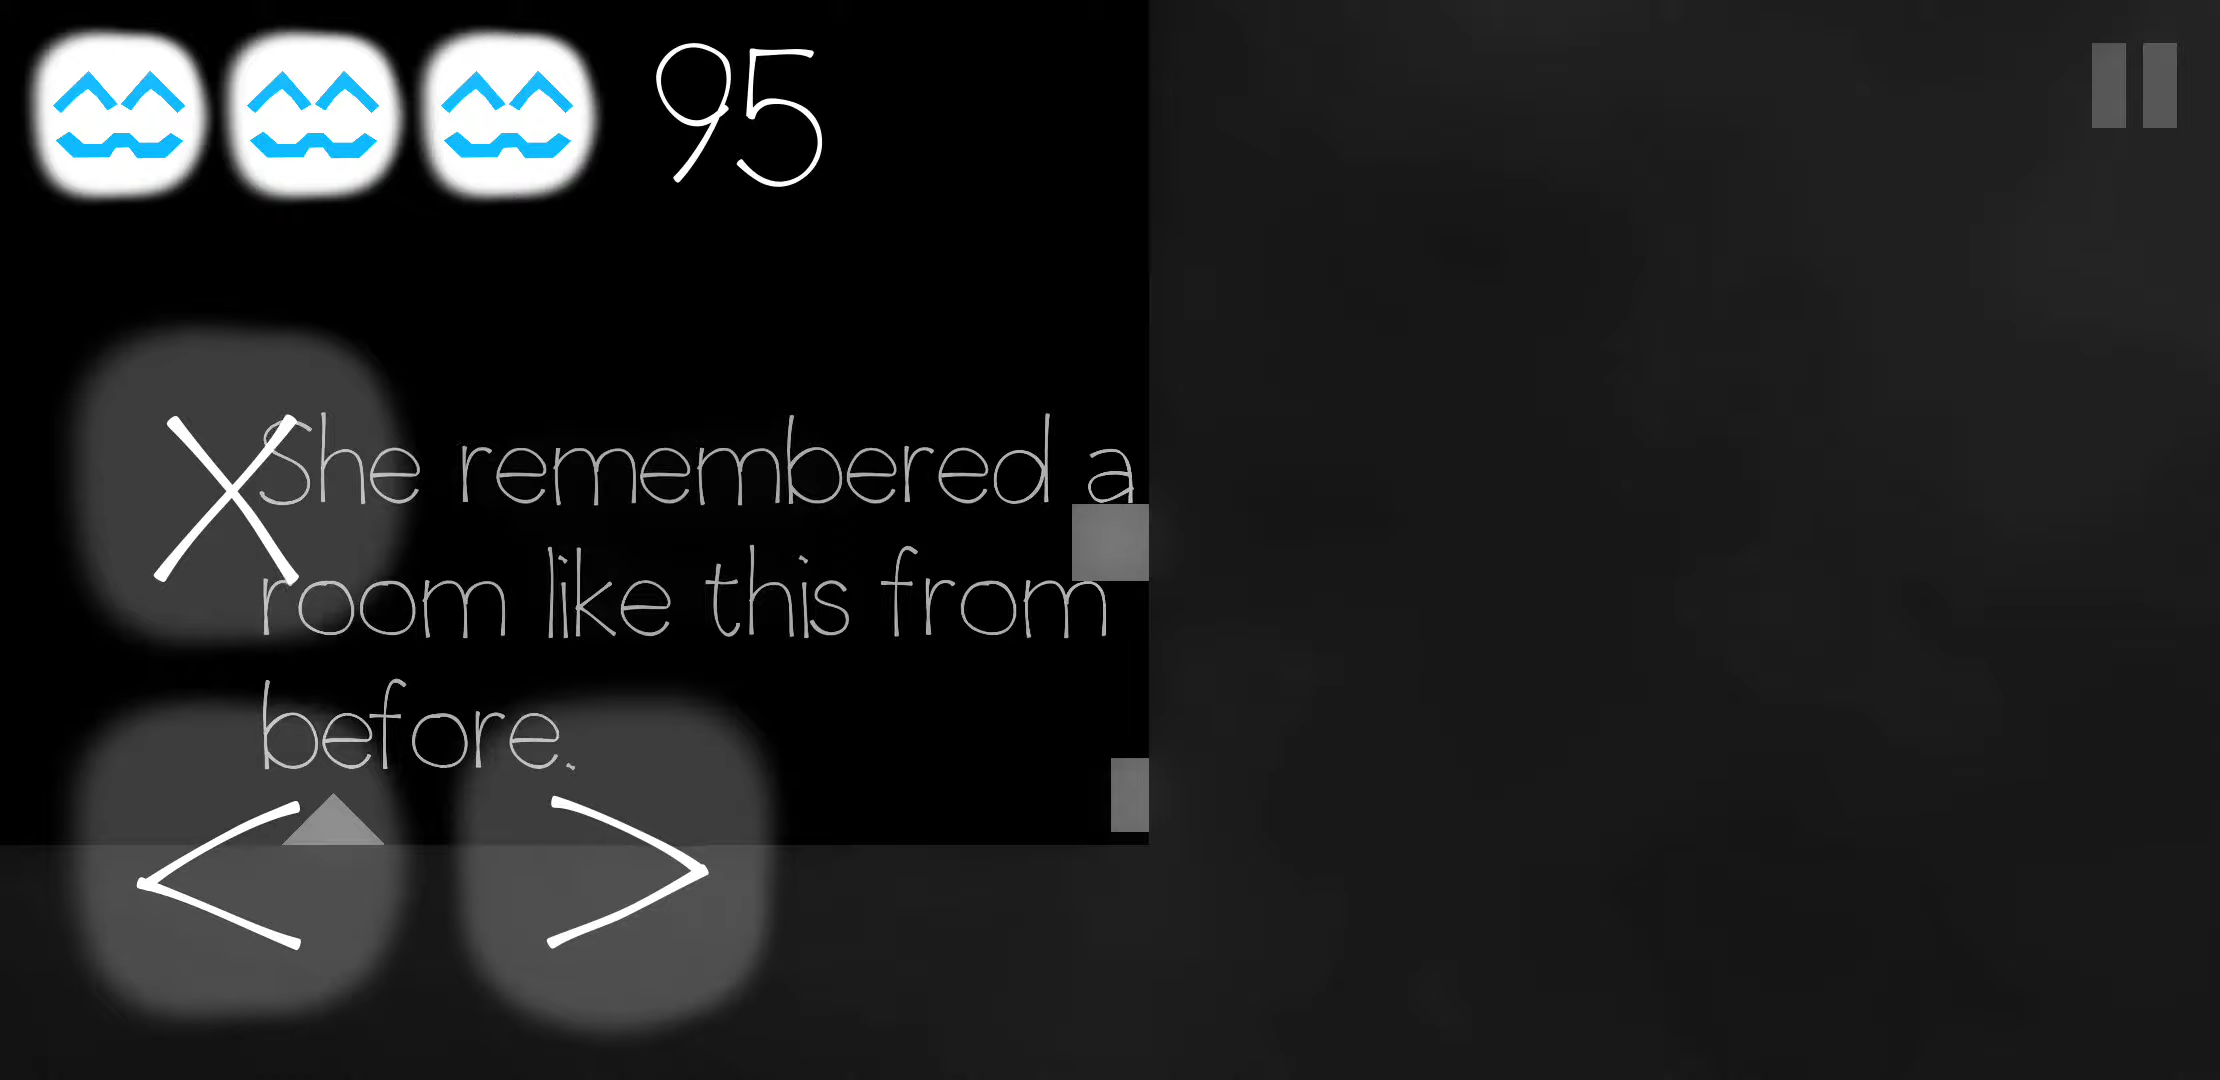 95
X
She remembered a
room like this from
before.
< >